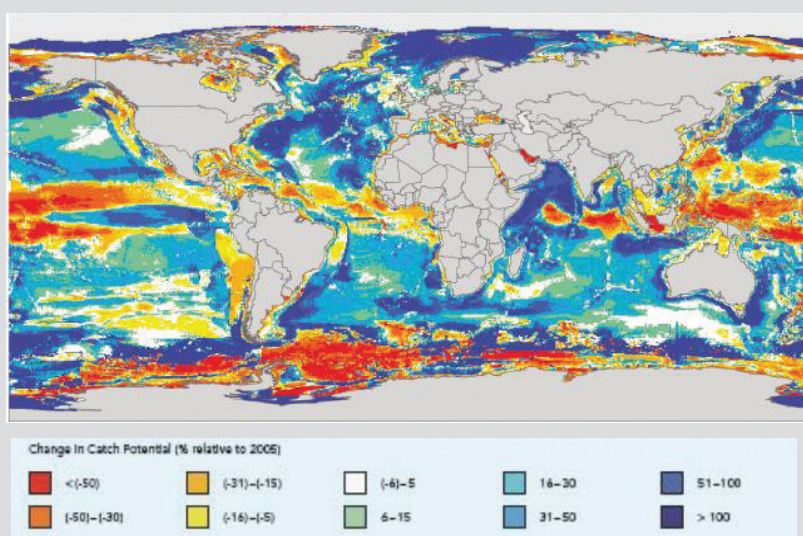 Change In Catch Potential (% relative to 2005)
<(-50) (-31)–(-15) (-6)–5 16–30 51–100
(-50)–(-30) (-16)–(-5) 6–15 31–50 > 100